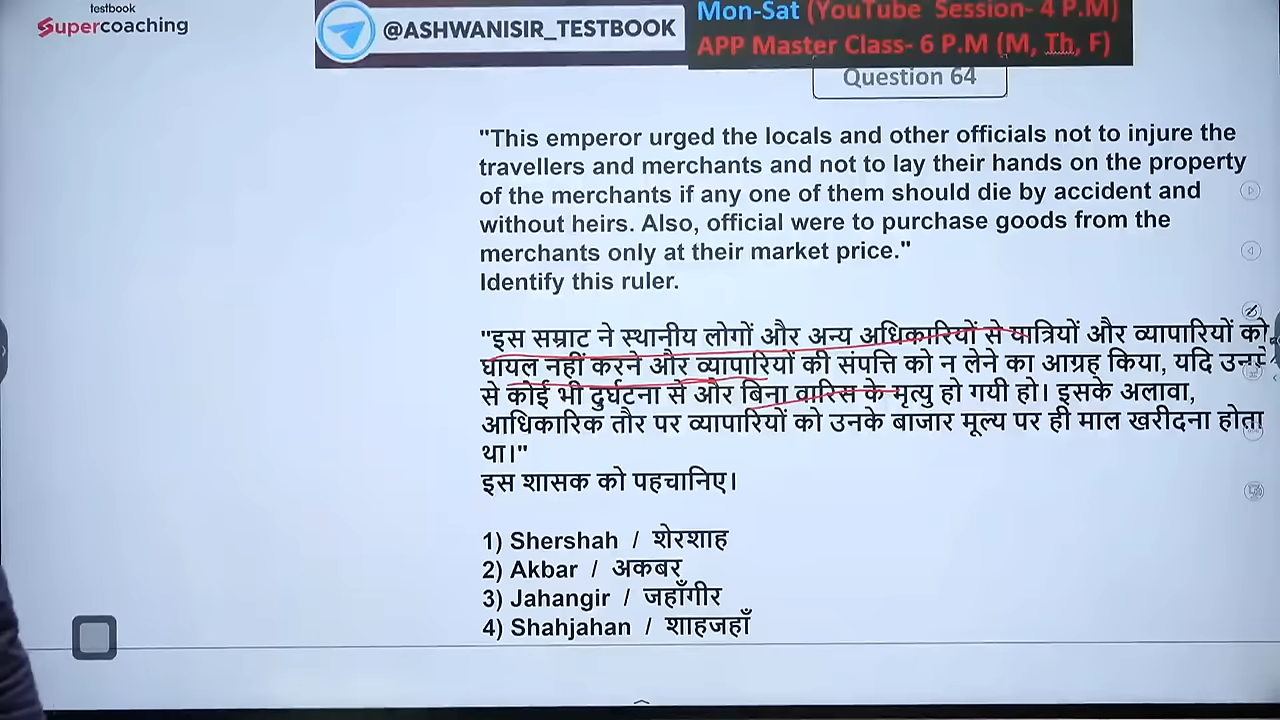 testbook
Supercoaching
@ASHWANISIR_TESTBOOK
Mon-Sat (YouTube Session- 4 P.M)
APP Master Class- 6 P.M (M, Th, F)
Question 64
"This emperor urged the locals and other officials not to injure the
travellers and merchants and not to lay their hands on the property
of the merchants if any one of them should die by accident and
without heirs. Also, official were to purchase goods from the
merchants only at their market price."
Identify this ruler.
"इस सम्राट ने स्थानीय लोगों और अन्य अधिकारियों से यात्रियों और व्यापारियों को
घायल नहीं करने और व्यापारियों की संपत्ति को न लेने का आग्रह किया, यदि उनमें
से कोई भी दुर्घटना से और बिना वारिस के मृत्यु हो गयी हो। इसके अलावा,
आधिकारिक तौर पर व्यापारियों को उनके बाजार मूल्य पर ही माल खरीदना होता
था।"
इस शासक को पहचानिए।
1) Shershah / शेरशाह
2) Akbar / अकबर
3) Jahangir / जहाँगीर
4) Shahjahan / शाहजहाँ